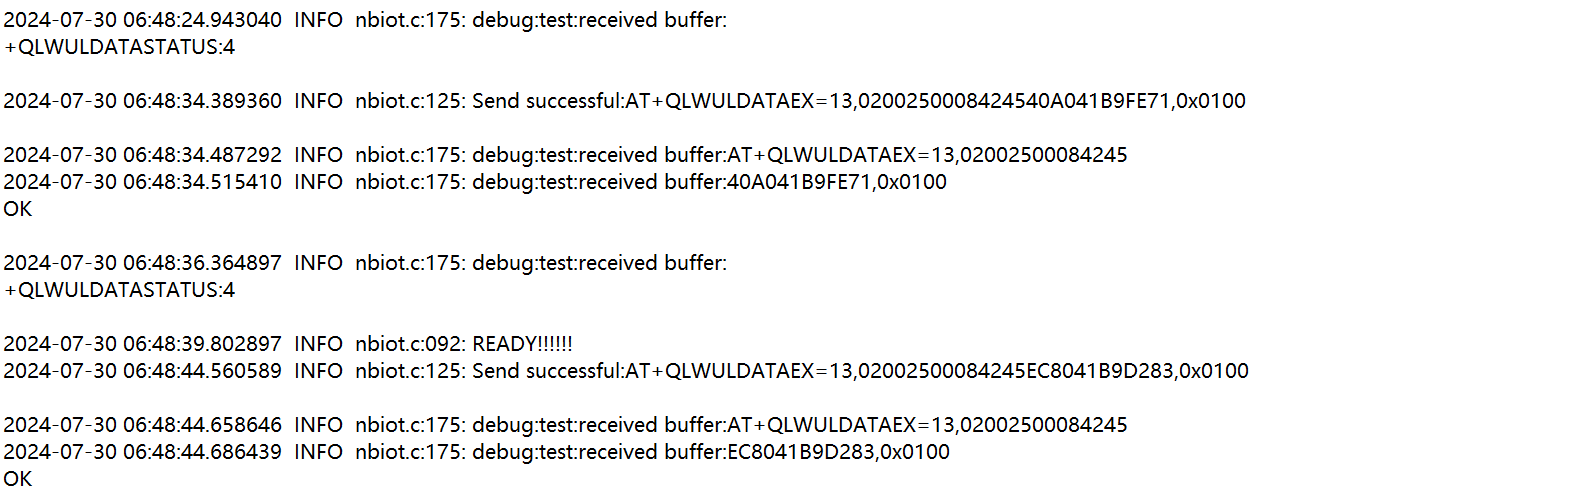 2024-07-30 06:48:24.943040  INFO  nbiot.c:175: debug:test:received buffer:
+QLWULDATASTATUS:4
2024-07-30 06:48:34.389360  INFO  nbiot.c:125: Send successful:AT+QLWULDATAEX=13,0200250008424540A041B9FE71,0x0100
2024-07-30 06:48:34.487292  INFO  nbiot.c:175: debug:test:received buffer:AT+QLWULDATAEX=13,02002500084245
2024-07-30 06:48:34.515410  INFO  nbiot.c:175: debug:test:received buffer:40A041B9FE71,0x0100
OK
2024-07-30 06:48:36.364897  INFO  nbiot.c:175: debug:test:received buffer:
+QLWULDATASTATUS:4
2024-07-30 06:48:39.802897  INFO  nbiot.c:092: READY!!!!!!
2024-07-30 06:48:44.560589  INFO  nbiot.c:125: Send successful:AT+QLWULDATAEX=13,02002500084245EC8041B9D283,0x0100
2024-07-30 06:48:44.658646  INFO  nbiot.c:175: debug:test:received buffer:AT+QLWULDATAEX=13,02002500084245
2024-07-30 06:48:44.686439  INFO  nbiot.c:175: debug:test:received buffer:EC8041B9D283,0x0100
OK